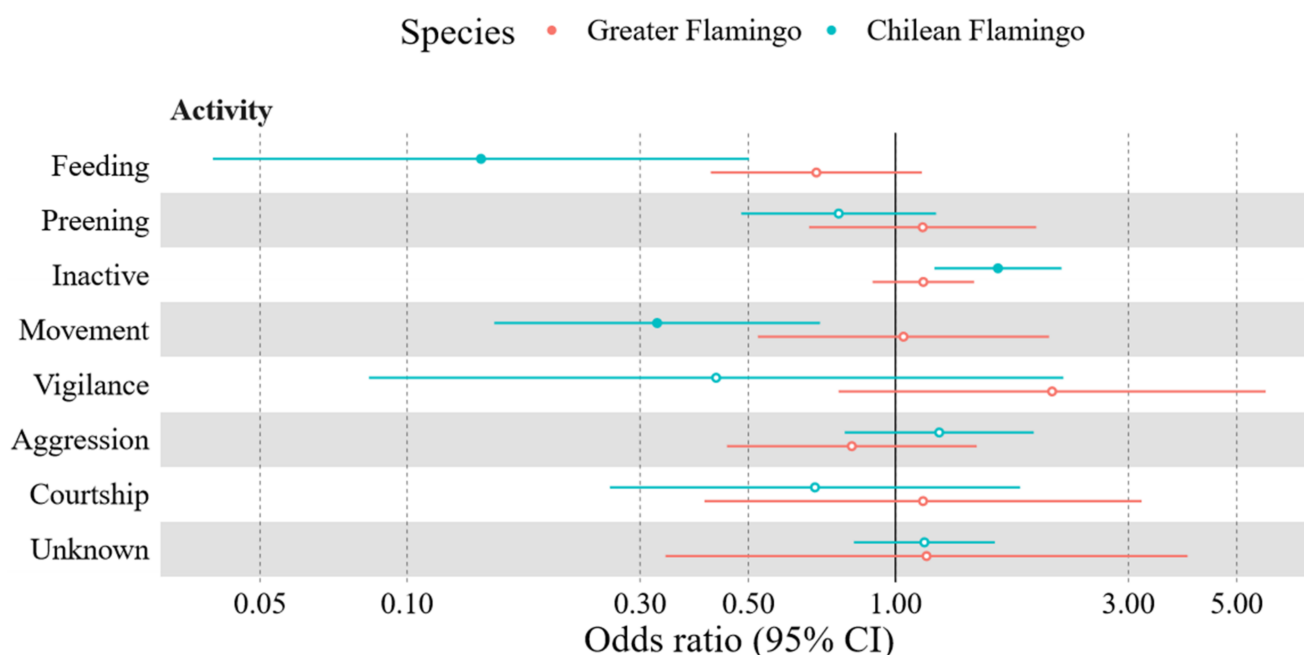 Species Greater Flamingo Chilean Flamingo
Activity
Feeding
Preening
Inactive
Movement
Vigilance
Aggression
Courtship
Unknown
0.05 0.10 0.30 0.50 1.00 3.00 5.00
Odds ratio (95% CI)